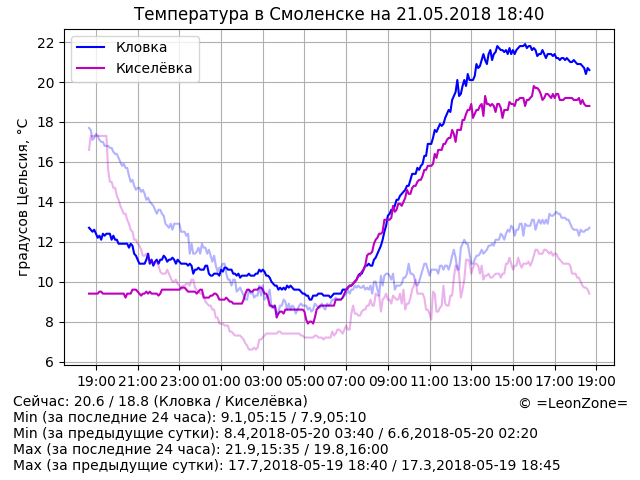 Температура в Смоленске на 21.05.2018 18:40
Кловка
Киселёвка
градусов Цельсия, °C
22
20
18
16
14
12
10
8
6
19:00 21:00 23:00 01:00 03:00 05:00 07:00 09:00 11:00 13:00 15:00 17:00 19:00
Сейчас: 20.6 / 18.8 (Кловка / Киселёвка)
© =LeonZone=
Min (за последние 24 часа): 9.1,05:15 / 7.9,05:10
Min (за предыдущие сутки): 8.4,2018-05-20 03:40 / 6.6,2018-05-20 02:20
Max (за последние 24 часа): 21.9,15:35 / 19.8,16:00
Max (за предыдущие сутки): 17.7,2018-05-19 18:40 / 17.3,2018-05-19 18:45